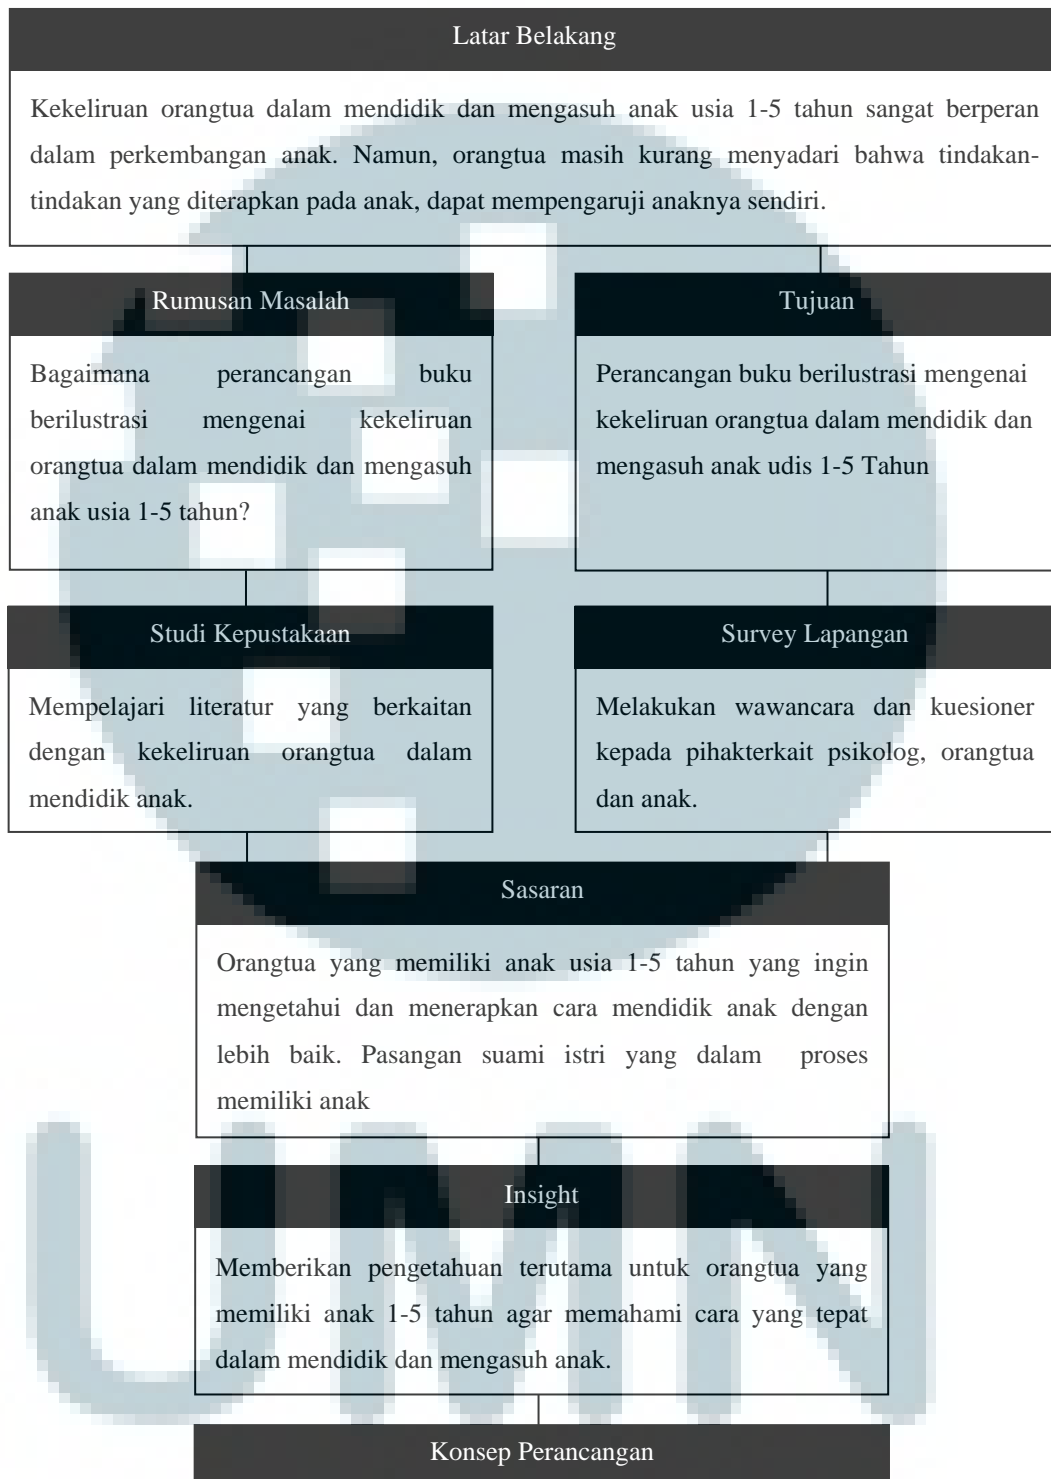 Latar Belakang
Kekeliruan orangtua dalam mendidik dan mengasuh anak usia 1-5 tahun sangat berperan
dalam perkembangan anak. Namun, orangtua masih kurang menyadari bahwa tindakan-
tindakan yang diterapkan pada anak, dapat mempengaruji anaknya sendiri.
Rumusan Masalah
Bagaimana perancangan buku
berilustrasi mengenai kekeliruan
orangtua dalam mendidik dan mengasuh
anak usia 1-5 tahun?
Tujuan
Perancangan buku berilustrasi mengenai
kekeliruan orangtua dalam mendidik dan
mengasuh anak udis 1-5 Tahun
Studi Kepustakaan
Mempelajari literatur yang berkaitan
dengan kekeliruan orangtua dalam
mendidik anak.
Survey Lapangan
Melakukan wawancara dan kuesioner
kepada pihakterkait psikolog, orangtua
dan anak.
Sasaran
Orangtua yang memiliki anak usia 1-5 tahun yang ingin
mengetahui dan menerapkan cara mendidik anak dengan
lebih baik. Pasangan suami istri yang dalam proses
memiliki anak
Insight
Memberikan pengetahuan terutama untuk orangtua yang
memiliki anak 1-5 tahun agar memahami cara yang tepat
dalam mendidik dan mengasuh anak.
Konsep Perancangan
UMN